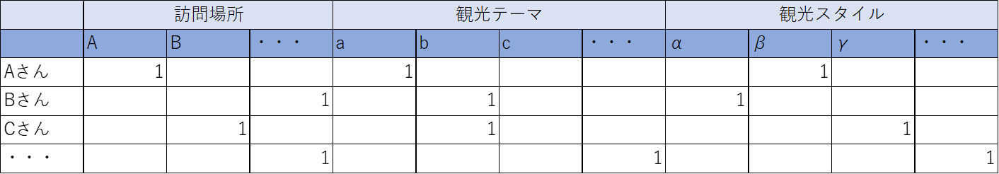 訪問場所 観光テーマ 観光スタイル
A B ・・・ a b c ・・・ α β γ ・・・
Aさん 1 1 1
Bさん 1 1 1
Cさん 1 1 1
・・・ 1 1 1